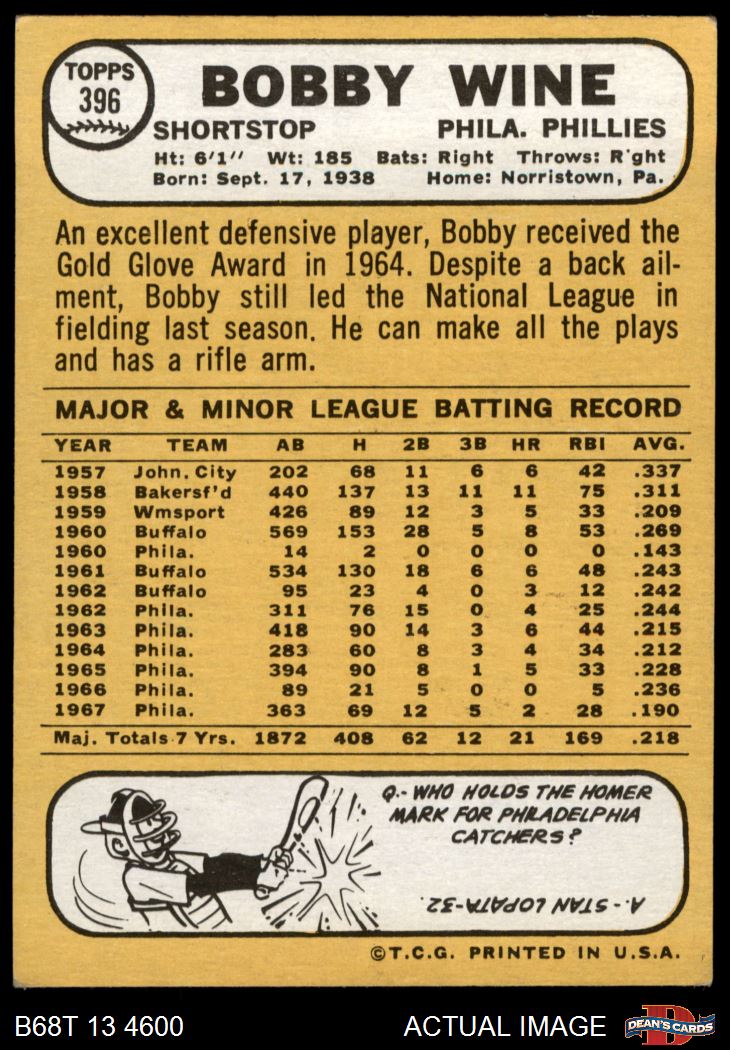 TOPPS
396
BOBBY WINE
SHORTSTOP PHILA. PHILLIES
Ht: 6'1" Wt: 185 Bats: Right Throws: R'ght
Born: Sept. 17, 1938 Home: Norristown, Pa.
An excellent defensive player, Bobby received the
Gold Glove Award in 1964. Despite a back ail-
ment, Bobby still led the National League in
fielding last season. He can make all the plays
and has a rifle arm.
MAJOR & MINOR LEAGUE BATTING RECORD
YEAR TEAM AB H 2B 3B HR RBI AVG.
1957 John. City 202 68 11 6 6 42 .337
1958 Bakersf'd 440 137 13 11 11 75 .311
1959 Wmsport 426 89 12 3 5 33 .209
1960 Buffalo 569 153 28 5 8 53 .269
1960 Phila. 14 2 0 0 0 0 .143
1961 Buffalo 534 130 18 6 6 48 .243
1962 Buffalo 95 23 4 0 3 12 .242
1962 Phila. 311 76 15 0 4 25 .244
1963 Phila. 418 90 14 3 6 44 .215
1964 Phila. 283 60 8 3 4 34 .212
1965 Phila. 394 90 8 1 5 33 .228
1966 Phila. 89 21 5 0 0 5 .236
1967 Phila. 363 69 12 5 2 28 .190
Maj. Totals 7 Yrs. 1872 408 62 12 21 169 .218
Q.- WHO HOLDS THE HOMER
MARK FOR PHILADELPHIA
CATCHERS?
A.- STAN LOPATA-32.
©T.C.G. PRINTED IN U.S.A.
B68T 13 4600 ACTUAL IMAGE D DEAN'S CARDS